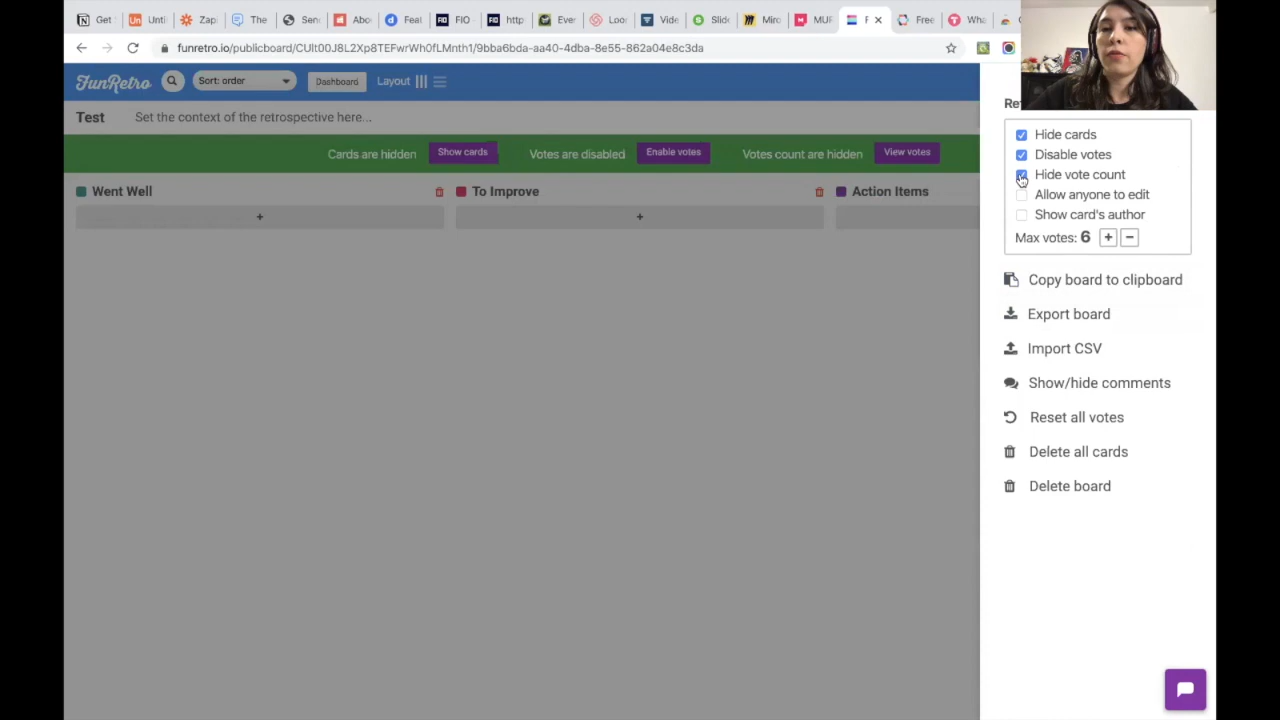 Get
Unti
Zap
The
Sen
Abo
Feat
FIO
http
Ever
Loo
Vide
Slide
Miro
MUF
F
Free
Wha
funretro.io/publicboard/CUlt00J8L2Xp8TEFwrWh0fLMnth1/9bba6bda-aa40-4dba-8e55-862a04e8c3da
FunRetro
Sort: order
Dashboard
Layout
Test
Set the context of the retrospective here...
Cards are hidden
Show cards
Votes are disabled
Enable votes
Votes count are hidden
View votes
Went Well
To Improve
Action Items
+
+
Hide cards
Disable votes
Hide vote count
Allow anyone to edit
Show card's author
Max votes: 6 + −
Copy board to clipboard
Export board
Import CSV
Show/hide comments
Reset all votes
Delete all cards
Delete board